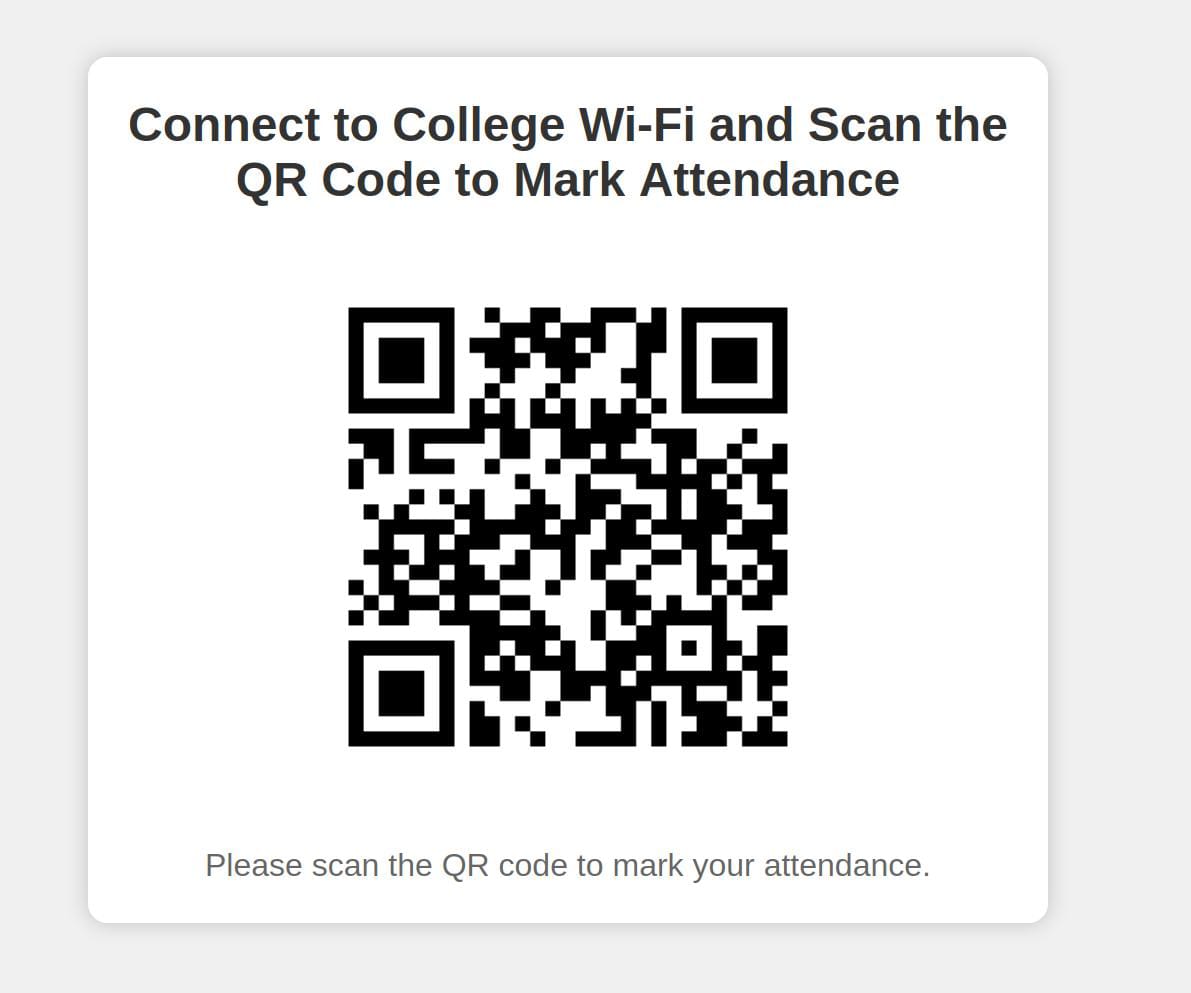 Connect to College Wi-Fi and Scan the
QR Code to Mark Attendance
Please scan the QR code to mark your attendance.